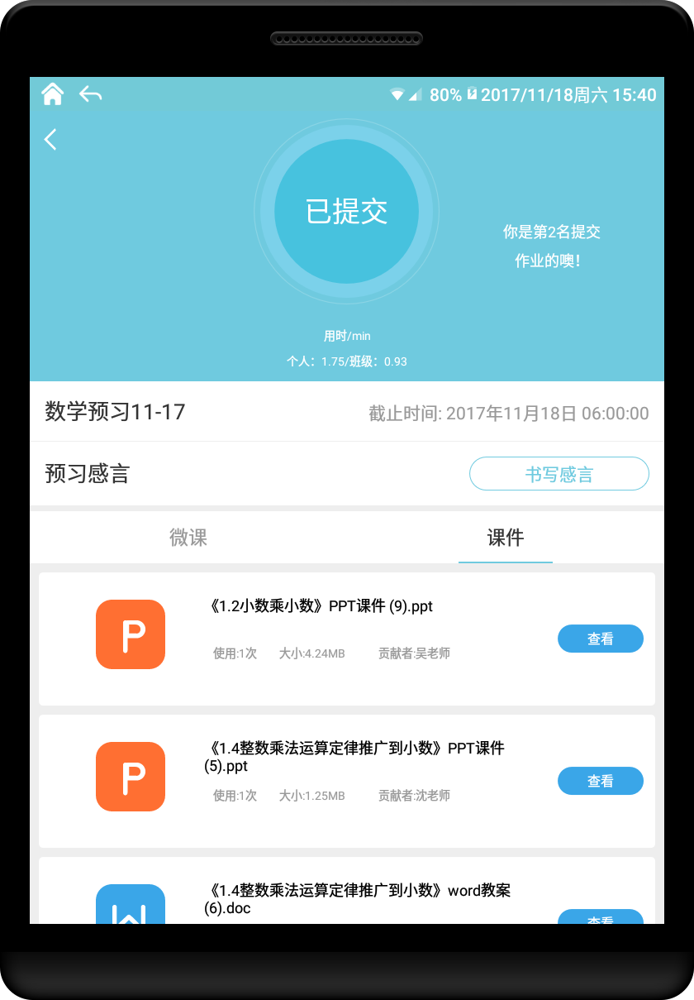 80% 2017/11/18周六 15:40
已提交
你是第2名提交
作业的噢!
用时/min
个人：1.75/班级：0.93
数学预习11-17
截止时间: 2017年11月18日 06:00:00
预习感言
书写感言
微课
课件
《1.2小数乘小数》PPT课件 (9).ppt
P
使用:1次 大小:4.24MB 贡献者:吴老师
查看
《1.4整数乘法运算定律推广到小数》PPT课件
(5).ppt
P
使用:1次 大小:1.25MB 贡献者:沈老师
查看
《1.4整数乘法运算定律推广到小数》word教案
(6).doc
W
查看